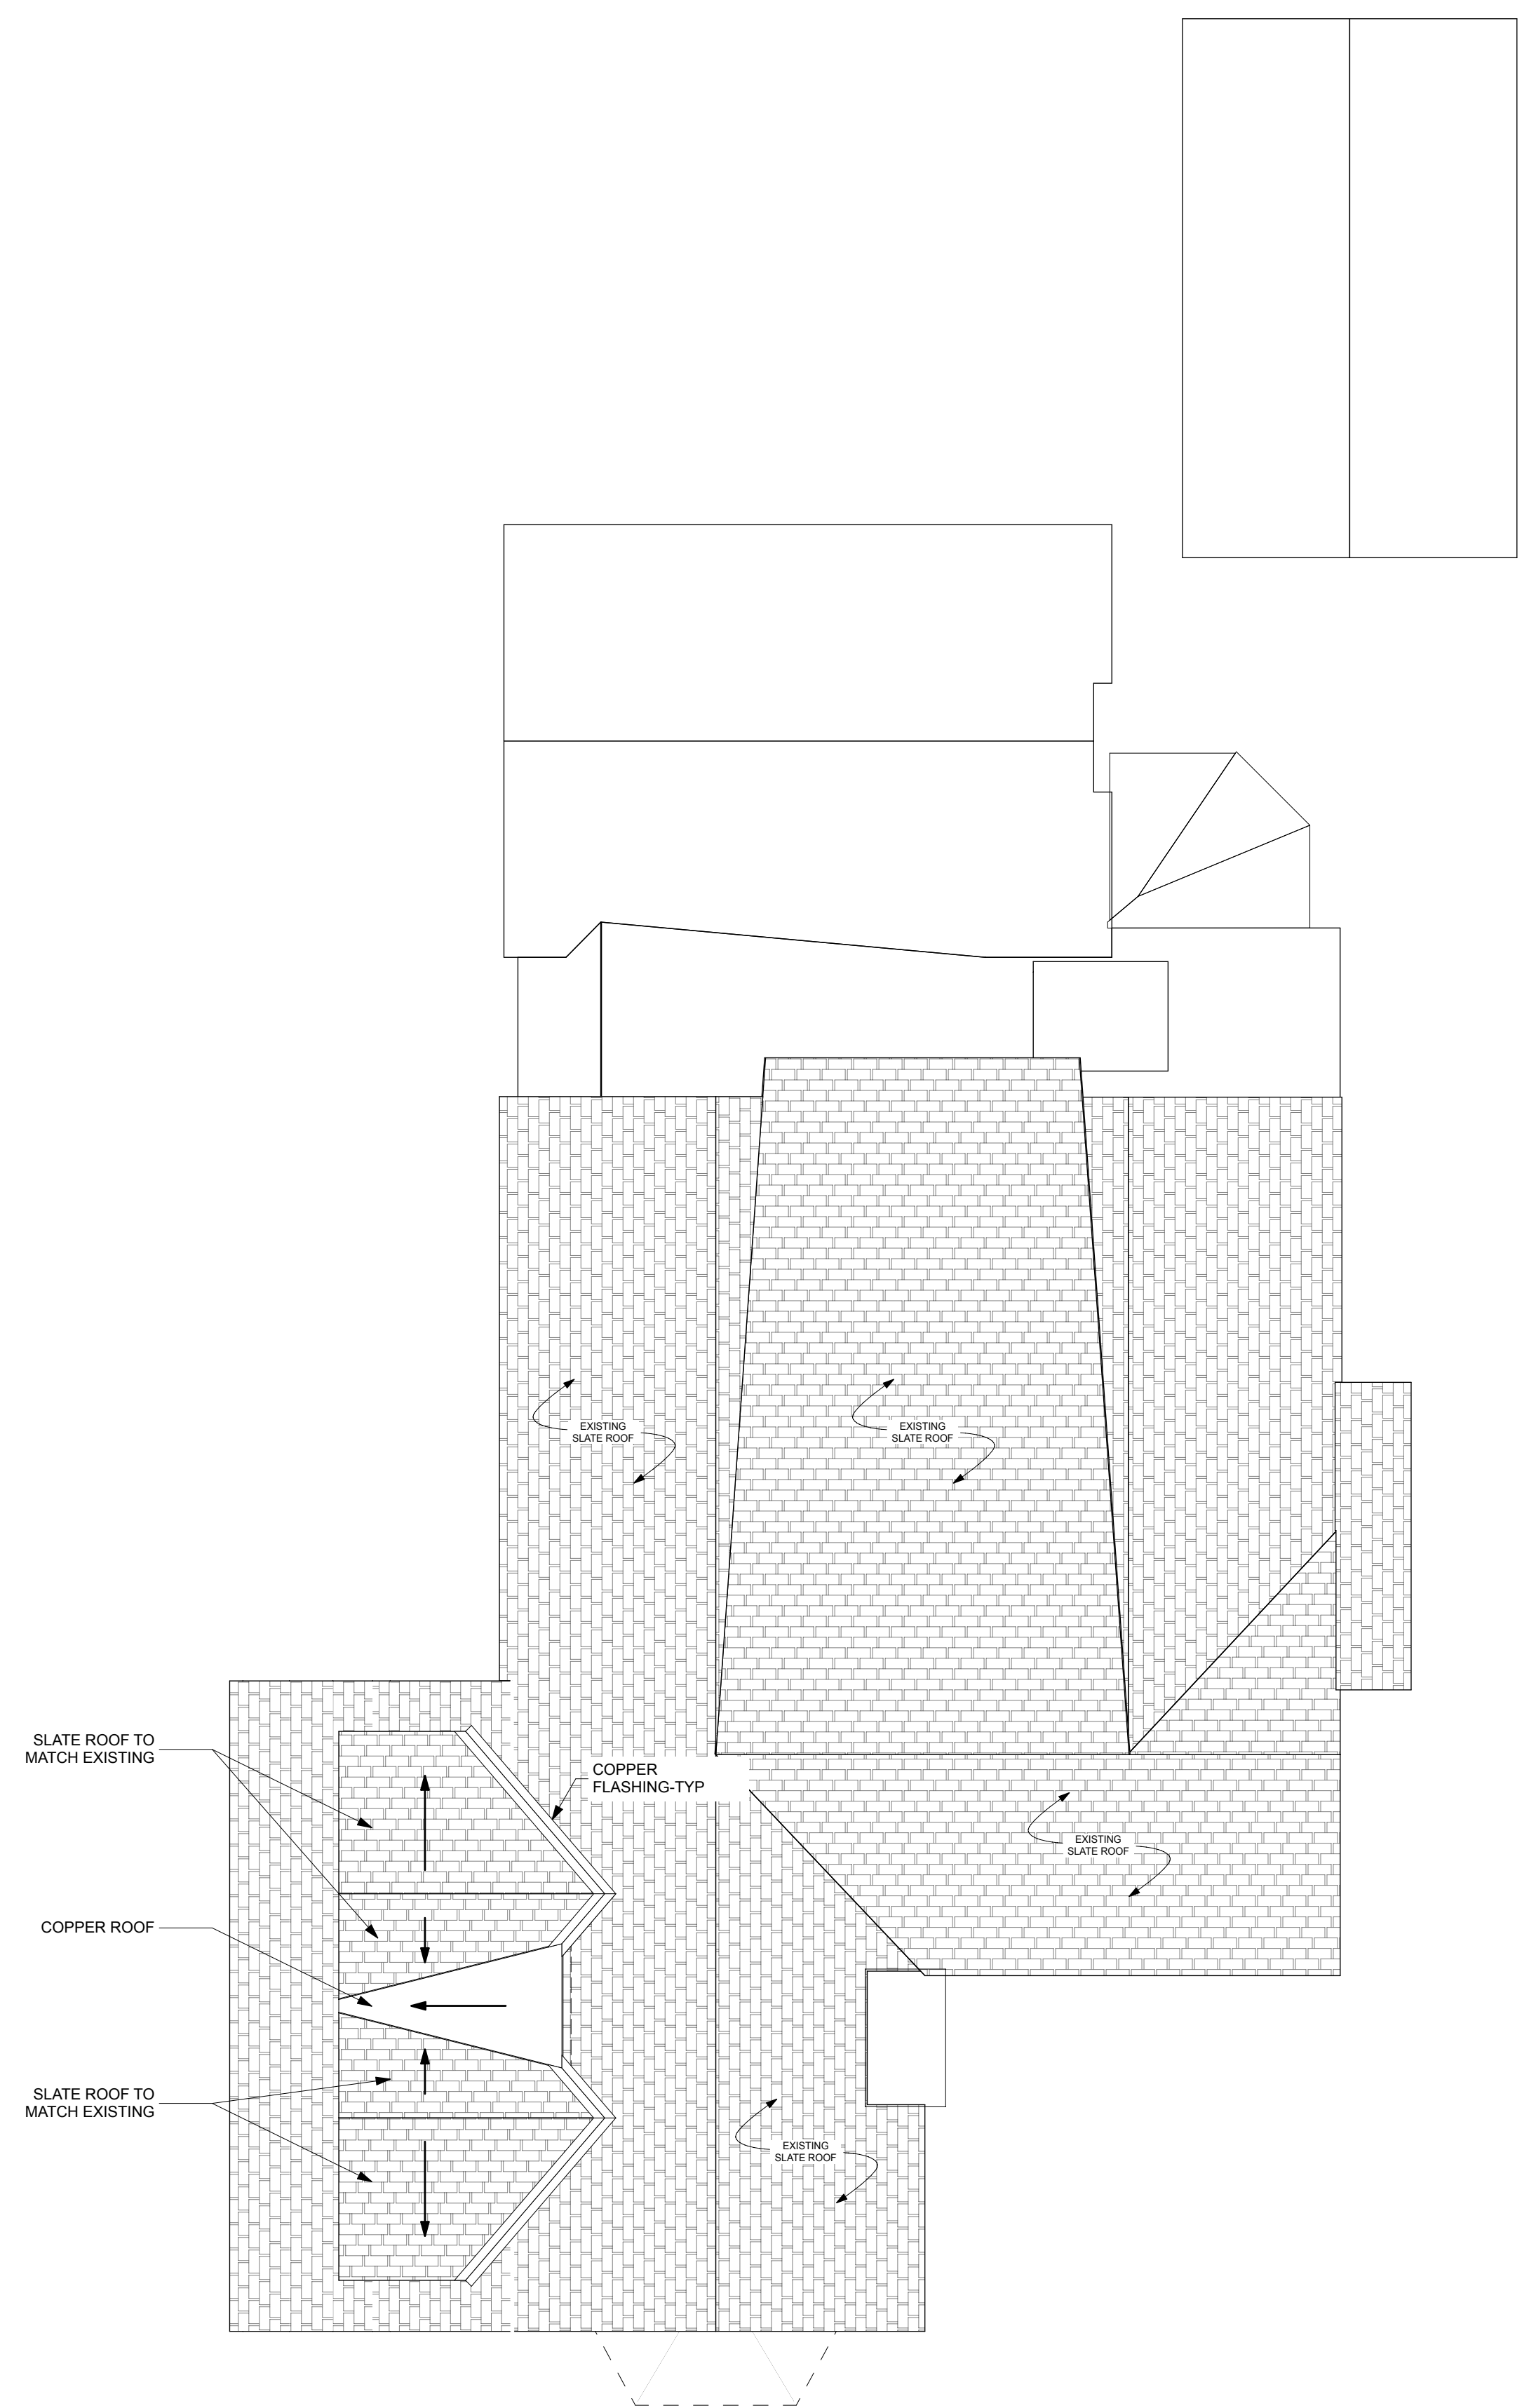 EXISTING
SLATE ROOF
EXISTING
SLATE ROOF
SLATE ROOF TO
MATCH EXISTING
COPPER
FLASHING-TYP
EXISTING
SLATE ROOF
COPPER ROOF
SLATE ROOF TO
MATCH EXISTING
EXISTING
SLATE ROOF